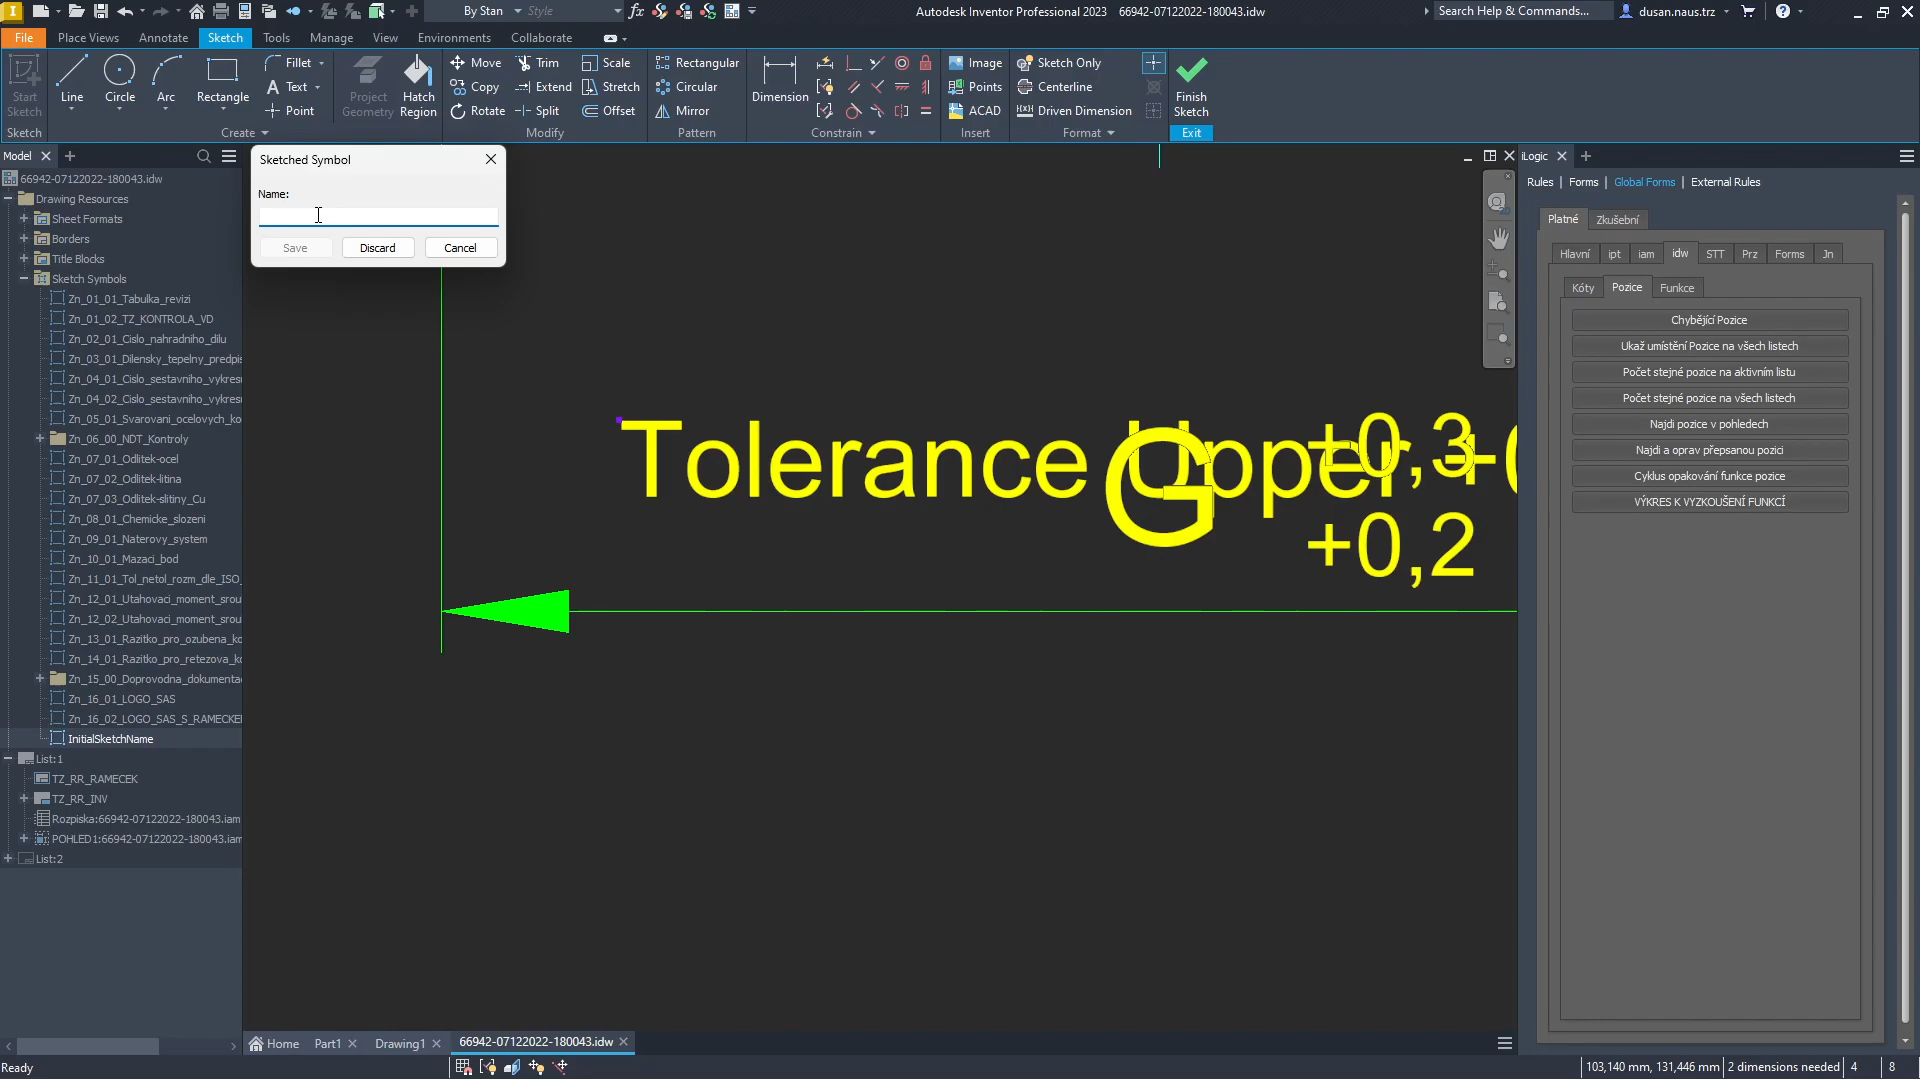 By Stan
Style
Autodesk Inventor Professional 2023 66942-07122022-180043.idw
Search Help & Commands...
dusan.naus.trz
File
Place Views
Annotate
Sketch
Tools
Manage
View
Environments
Collaborate
Start Sketch
Line
Circle
Arc
Rectangle
Fillet
Text
Point
Project Geometry
Hatch Region
Move
Copy
Rotate
Trim
Extend
Split
Scale
Stretch
Offset
Rectangular
Circular
Mirror
Dimension
Image
Points
ACAD
Sketch Only
Centerline
Driven Dimension
Finish Sketch
Sketch
Create
Modify
Pattern
Constrain
Insert
Format
Exit
Model
66942-07122022-180043.idw
Drawing Resources
Sheet Formats
Borders
Title Blocks
Sketch Symbols
Zn_01_01_Tabulka_revizi
Zn_01_02_TZ_KONTROLA_VD
Zn_02_01_Cislo_nahradniho_dilu
Zn_03_01_Dilensky_tepelny_predpis
Zn_04_01_Cislo_sestavniho_vykresu
Zn_04_02_Cislo_sestavniho_vykresu
Zn_05_01_Svarovani_ocelovych_ko
Zn_06_00_NDT_Kontroly
Zn_07_01_Odlitek-ocel
Zn_07_02_Odlitek-litina
Zn_07_03_Odlitek-slitiny_Cu
Zn_08_01_Chemicke_slozeni
Zn_09_01_Naterovy_system
Zn_10_01_Mazaci_bod
Zn_11_01_Tol_netol_rozm_dle_ISO_
Zn_12_01_Utahovaci_moment_srou
Zn_12_02_Utahovaci_moment_srou
Zn_13_01_Razitko_pro_ozubena_ko
Zn_14_01_Razitko_pro_retezova_ko
Zn_15_00_Doprovodna_dokumenta
Zn_16_01_LOGO_SAS
Zn_16_02_LOGO_SAS_S_RAMECKE
InitialSketchName
List:1
TZ_RR_RAMECEK
TZ_RR_INV
Rozpiska:66942-07122022-180043.iam
POHLED1:66942-07122022-180043.iam
List:2
Sketched Symbol
Name:
Save
Discard
Cancel
Tolerance Upper +0
G
+0,3
+0,2
iLogic
Rules | Forms | Global Forms | External Rules
Platné
Zkušební
Hlavní
ipt
iam
idw
STT
Prz
Forms
Jn
Kóty
Pozice
Funkce
Chybějící Pozice
Ukaž umístění Pozice na všech listech
Počet stejné pozice na aktivním listu
Počet stejné pozice na všech listech
Najdi pozice v pohledech
Najdi a oprav přepsanou pozici
Cyklus opakování funkce pozice
VÝKRES K VYZKOUŠENÍ FUNKCÍ
Home
Part1
Drawing1
66942-07122022-180043.idw
Ready
103,140 mm, 131,446 mm
2 dimensions needed
4
8